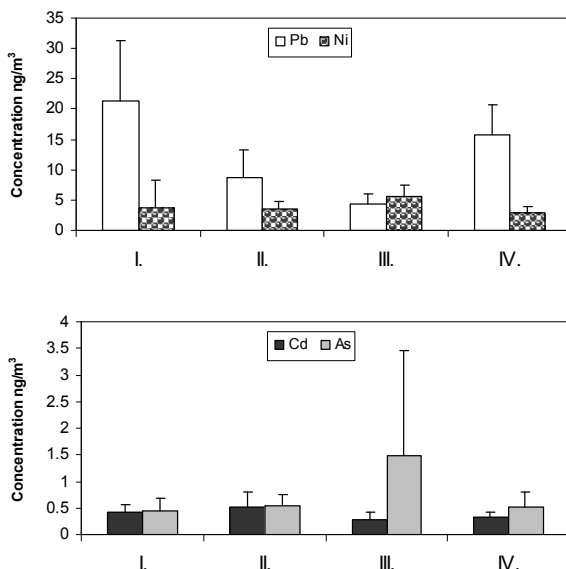 Concentration ng/m³
35
30
25
20
15
10
5
0
Pb Ni
I. II. III. IV.
Concentration ng/m³
4
3.5
3
2.5
2
1.5
1
0.5
0
Cd As
I. II. III. IV.